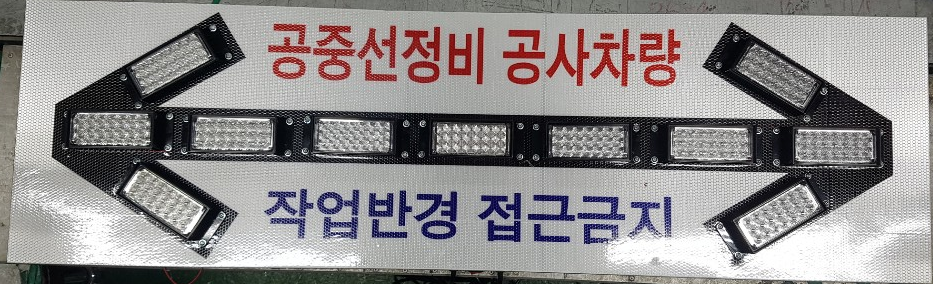 공중선정비 공사차량
작업반경 접근금지